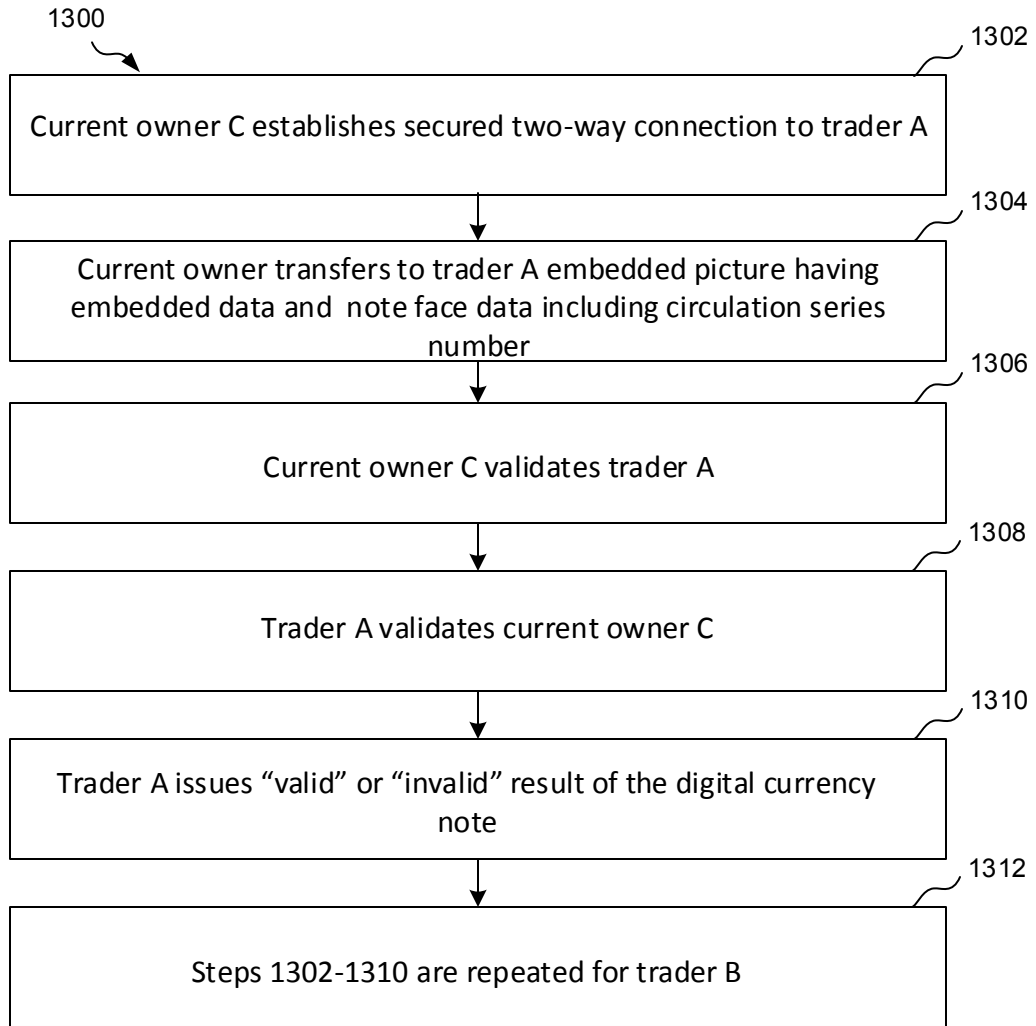 1300
1302
Current owner C establishes secured two-way connection to trader A
1304
Current owner transfers to trader A embedded picture having
embedded data and note face data including circulation series
number
1306
Current owner C validates trader A
1308
Trader A validates current owner C
1310
Trader A issues “valid” or “invalid” result of the digital currency
note
1312
Steps 1302-1310 are repeated for trader B